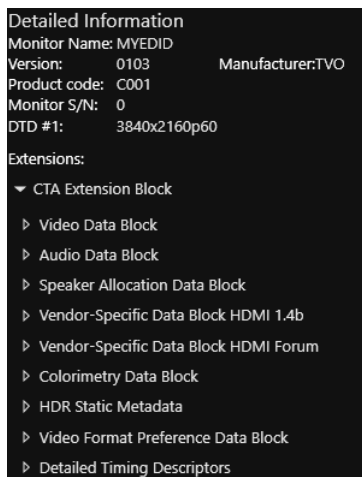 Detailed Information
Monitor Name: MYEDID
Version: 0103 Manufacturer:TVO
Product code: C001
Monitor S/N: 0
DTD #1: 3840x2160p60
Extensions:
CTA Extension Block
Video Data Block
Audio Data Block
Speaker Allocation Data Block
Vendor-Specific Data Block HDMI 1.4b
Vendor-Specific Data Block HDMI Forum
Colorimetry Data Block
HDR Static Metadata
Video Format Preference Data Block
Detailed Timing Descriptors